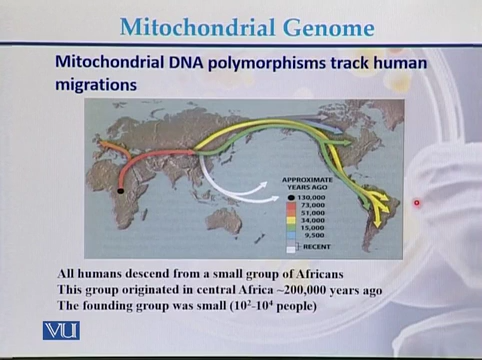 Mitochondrial Genome
Mitochondrial DNA polymorphisms track human
migrations
APPROXIMATE
YEARS AGO
130,000
73,000
51,000
34,000
15,000
9,500
RECENT
All humans descend from a small group of Africans
This group originated in central Africa ~200,000 years ago
The founding group was small (10²-10⁴ people)
VU